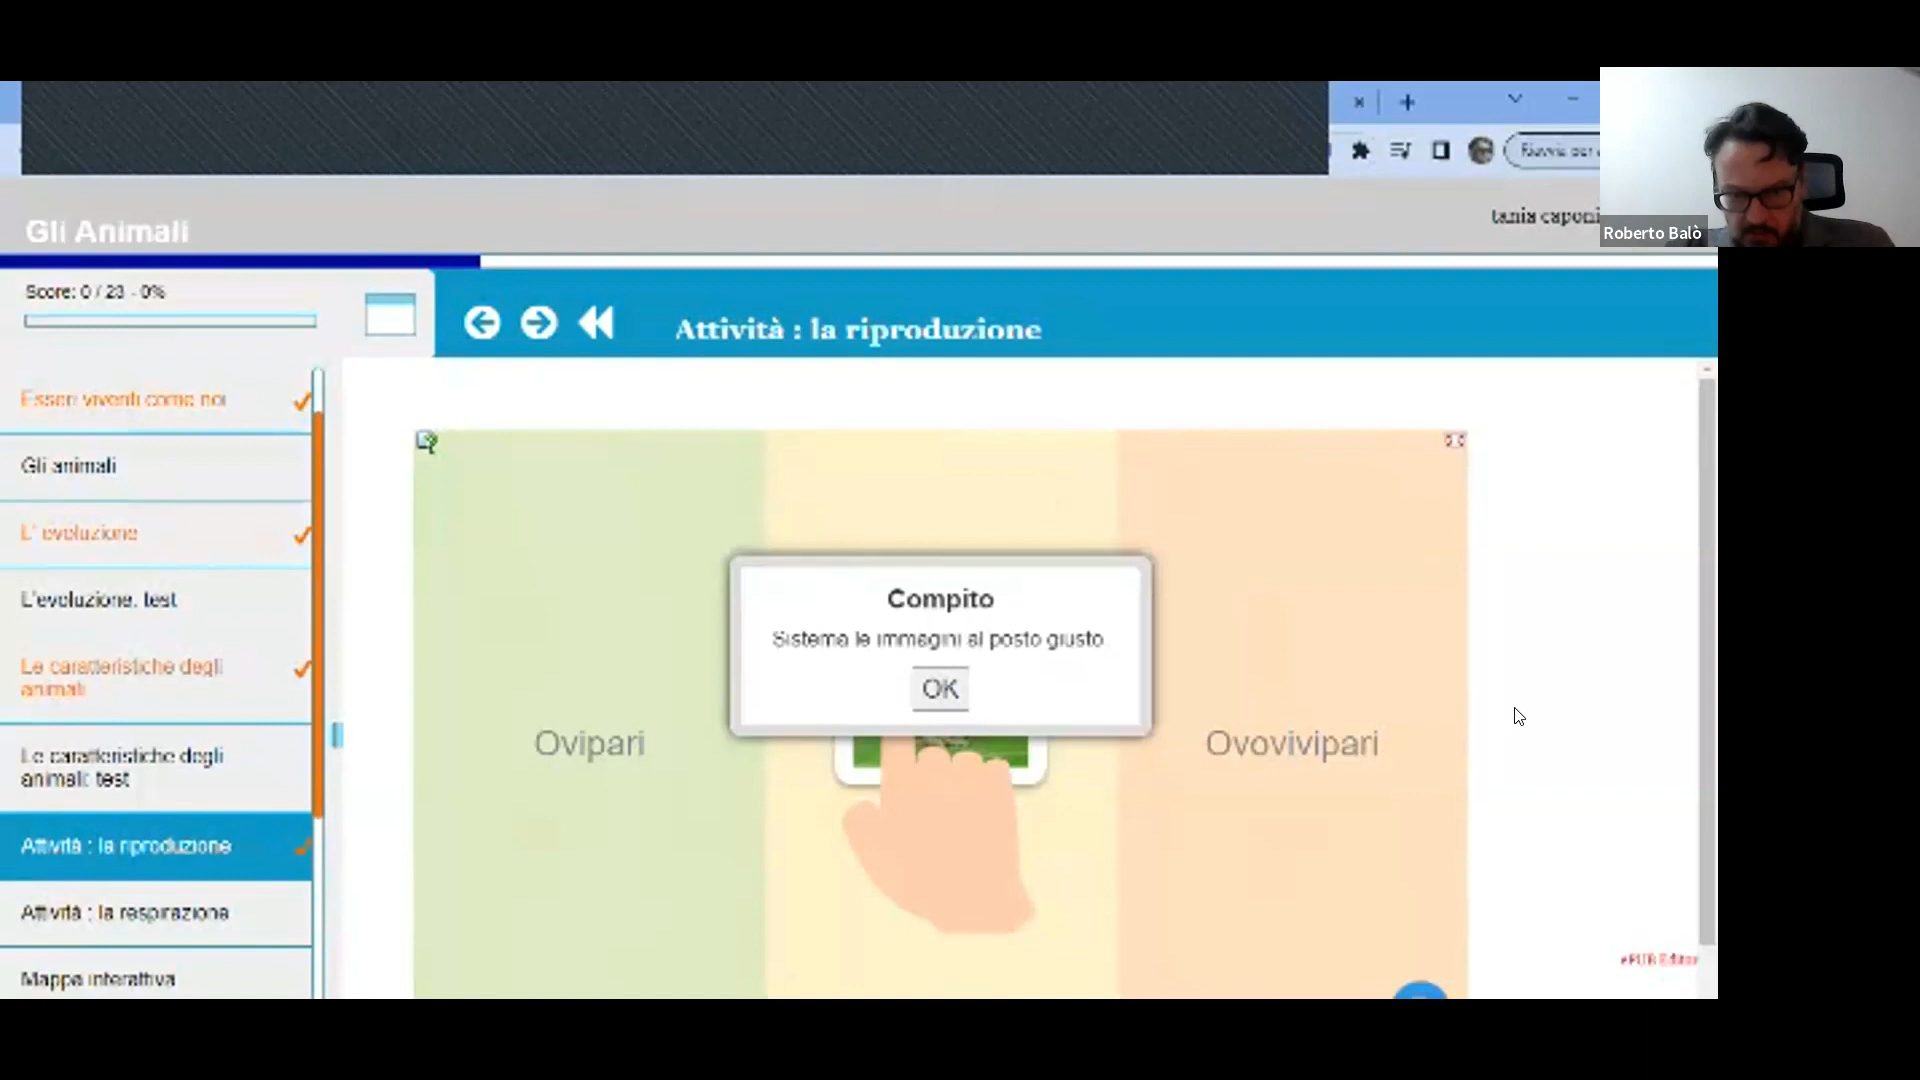 Gli Animali
tania caponi
Roberto Balò
Score: 0 / 23 - 0%
Attività : la riproduzione
Esseri viventi come noi
Gli animali
L' evoluzione
L'evoluzione. test
Le caratteristiche degli
animali
Le caratteristiche degli
animali: test
Attività : la riproduzione
Attività : la respirazione
Mappa interattiva
Compito
Sistema le immagini al posto giusto
OK
Ovipari
Ovovivipari
ePUB Editor